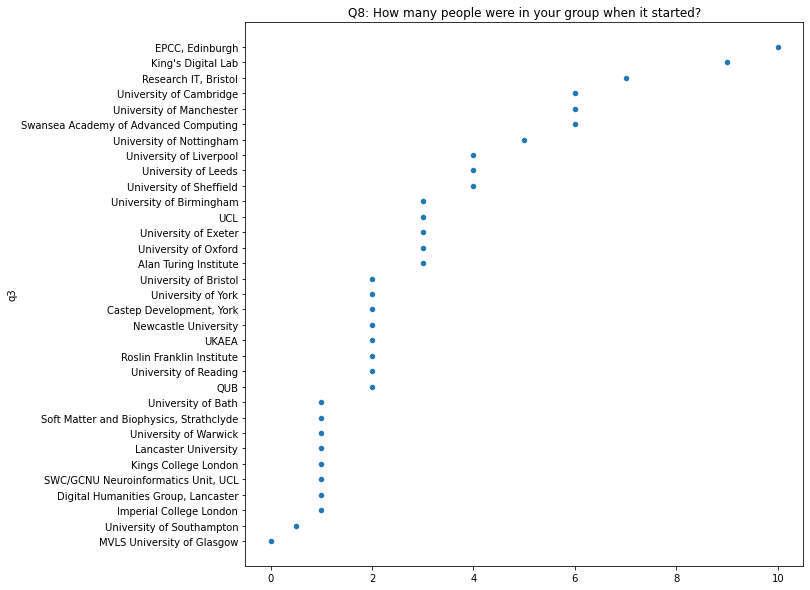 Q8: How many people were in your group when it started?
EPCC, Edinburgh
King's Digital Lab
Research IT, Bristol
University of Cambridge
University of Manchester
Swansea Academy of Advanced Computing
University of Nottingham
University of Liverpool
University of Leeds
University of Sheffield
University of Birmingham
UCL
University of Exeter
University of Oxford
Alan Turing Institute
University of Bristol
University of York
Castep Development, York
Newcastle University
UKAEA
Roslin Franklin Institute
University of Reading
QUB
University of Bath
Soft Matter and Biophysics, Strathclyde
University of Warwick
Lancaster University
Kings College London
SWC/GCNU Neuroinformatics Unit, UCL
Digital Humanities Group, Lancaster
Imperial College London
University of Southampton
MVLS University of Glasgow
q3
0 2 4 6 8 10